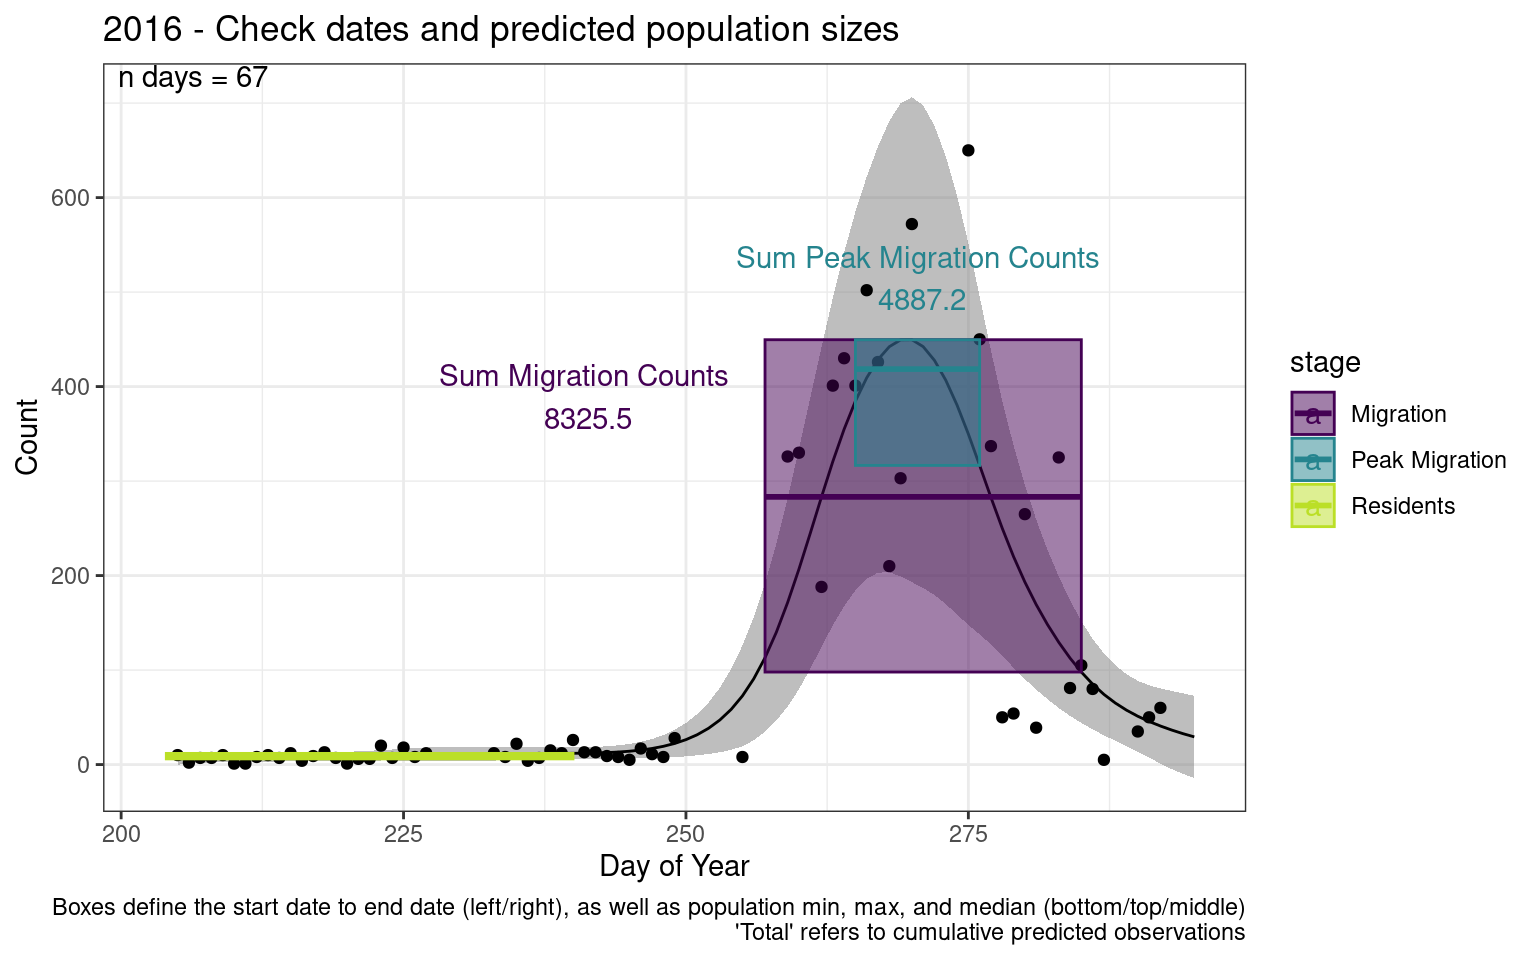 2016 - Check dates and predicted population sizes
n days = 67
Sum Peak Migration Counts
4887.2
Sum Migration Counts
8325.5
Count
600
400
200
0
200
225
250
275
Day of Year
stage
a Migration
a Peak Migration
a Residents
Boxes define the start date to end date (left/right), as well as population min, max, and median (bottom/top/middle)
'Total' refers to cumulative predicted observations